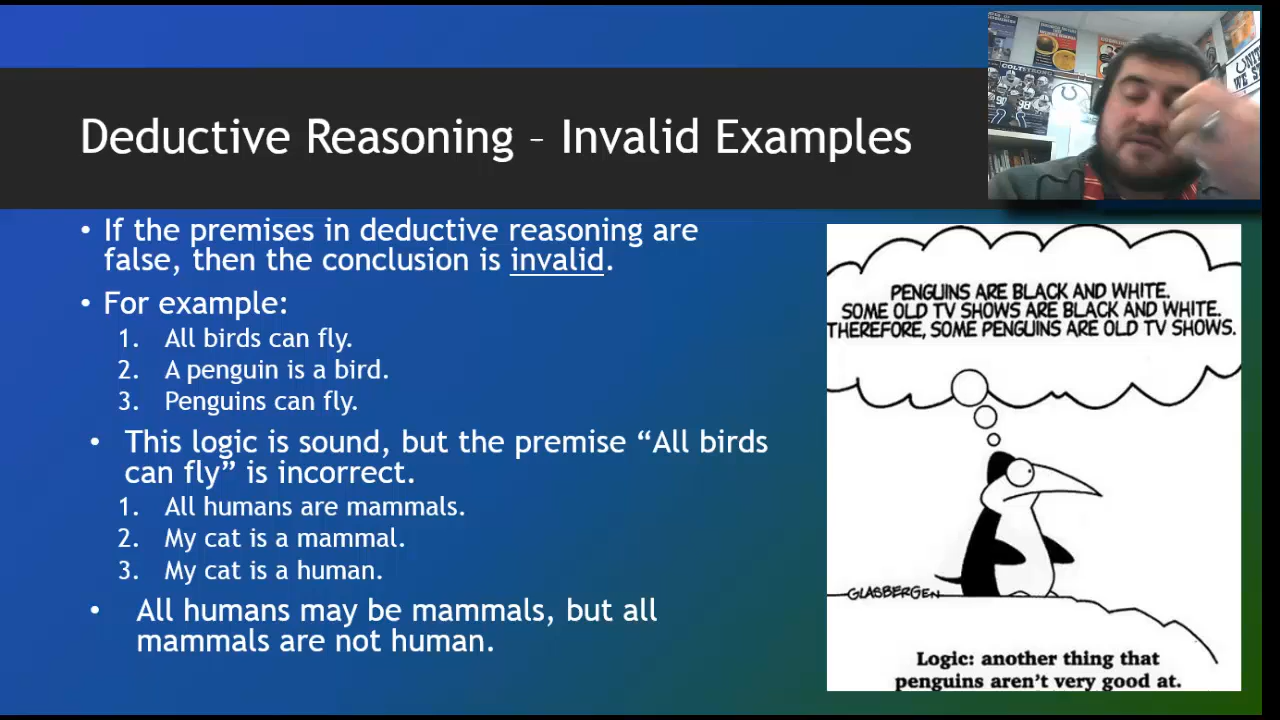 Deductive Reasoning – Invalid Examples
COLTSTRONG
WE
• If the premises in deductive reasoning are
false, then the conclusion is invalid.
• For example:
1. All birds can fly.
2. A penguin is a bird.
3. Penguins can fly.
• This logic is sound, but the premise “All birds
can fly” is incorrect.
1. All humans are mammals.
2. My cat is a mammal.
3. My cat is a human.
• All humans may be mammals, but all
mammals are not human.
PENGUINS ARE BLACK AND WHITE.
SOME OLD TV SHOWS ARE BLACK AND WHITE.
THEREFORE, SOME PENGUINS ARE OLD TV SHOWS.
GLASBERGEN
Logic: another thing that
penguins aren't very good at.